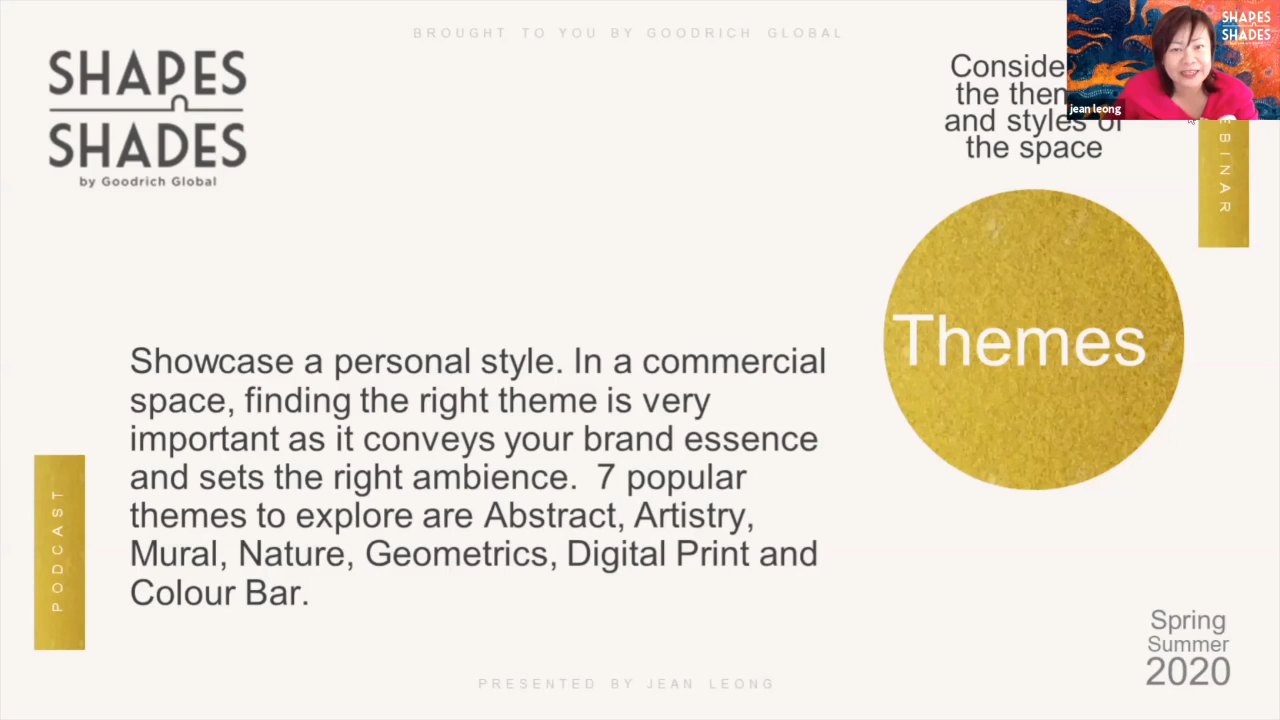 BROUGHT TO YOU BY GOODRICH GLOBAL
SHAPES
SHADES
by Goodrich Global
SHAPES
SHADES
jean leong
the
and styles of
the space
Themes
Showcase a personal style. In a commercial
space, finding the right theme is very
important as it conveys your brand essence
and sets the right ambience. 7 popular
themes to explore are Abstract, Artistry,
Mural, Nature, Geometrics, Digital Print and
Colour Bar.
PODCAST
Spring
Summer
2020
PRESENTED BY JEAN LEONG